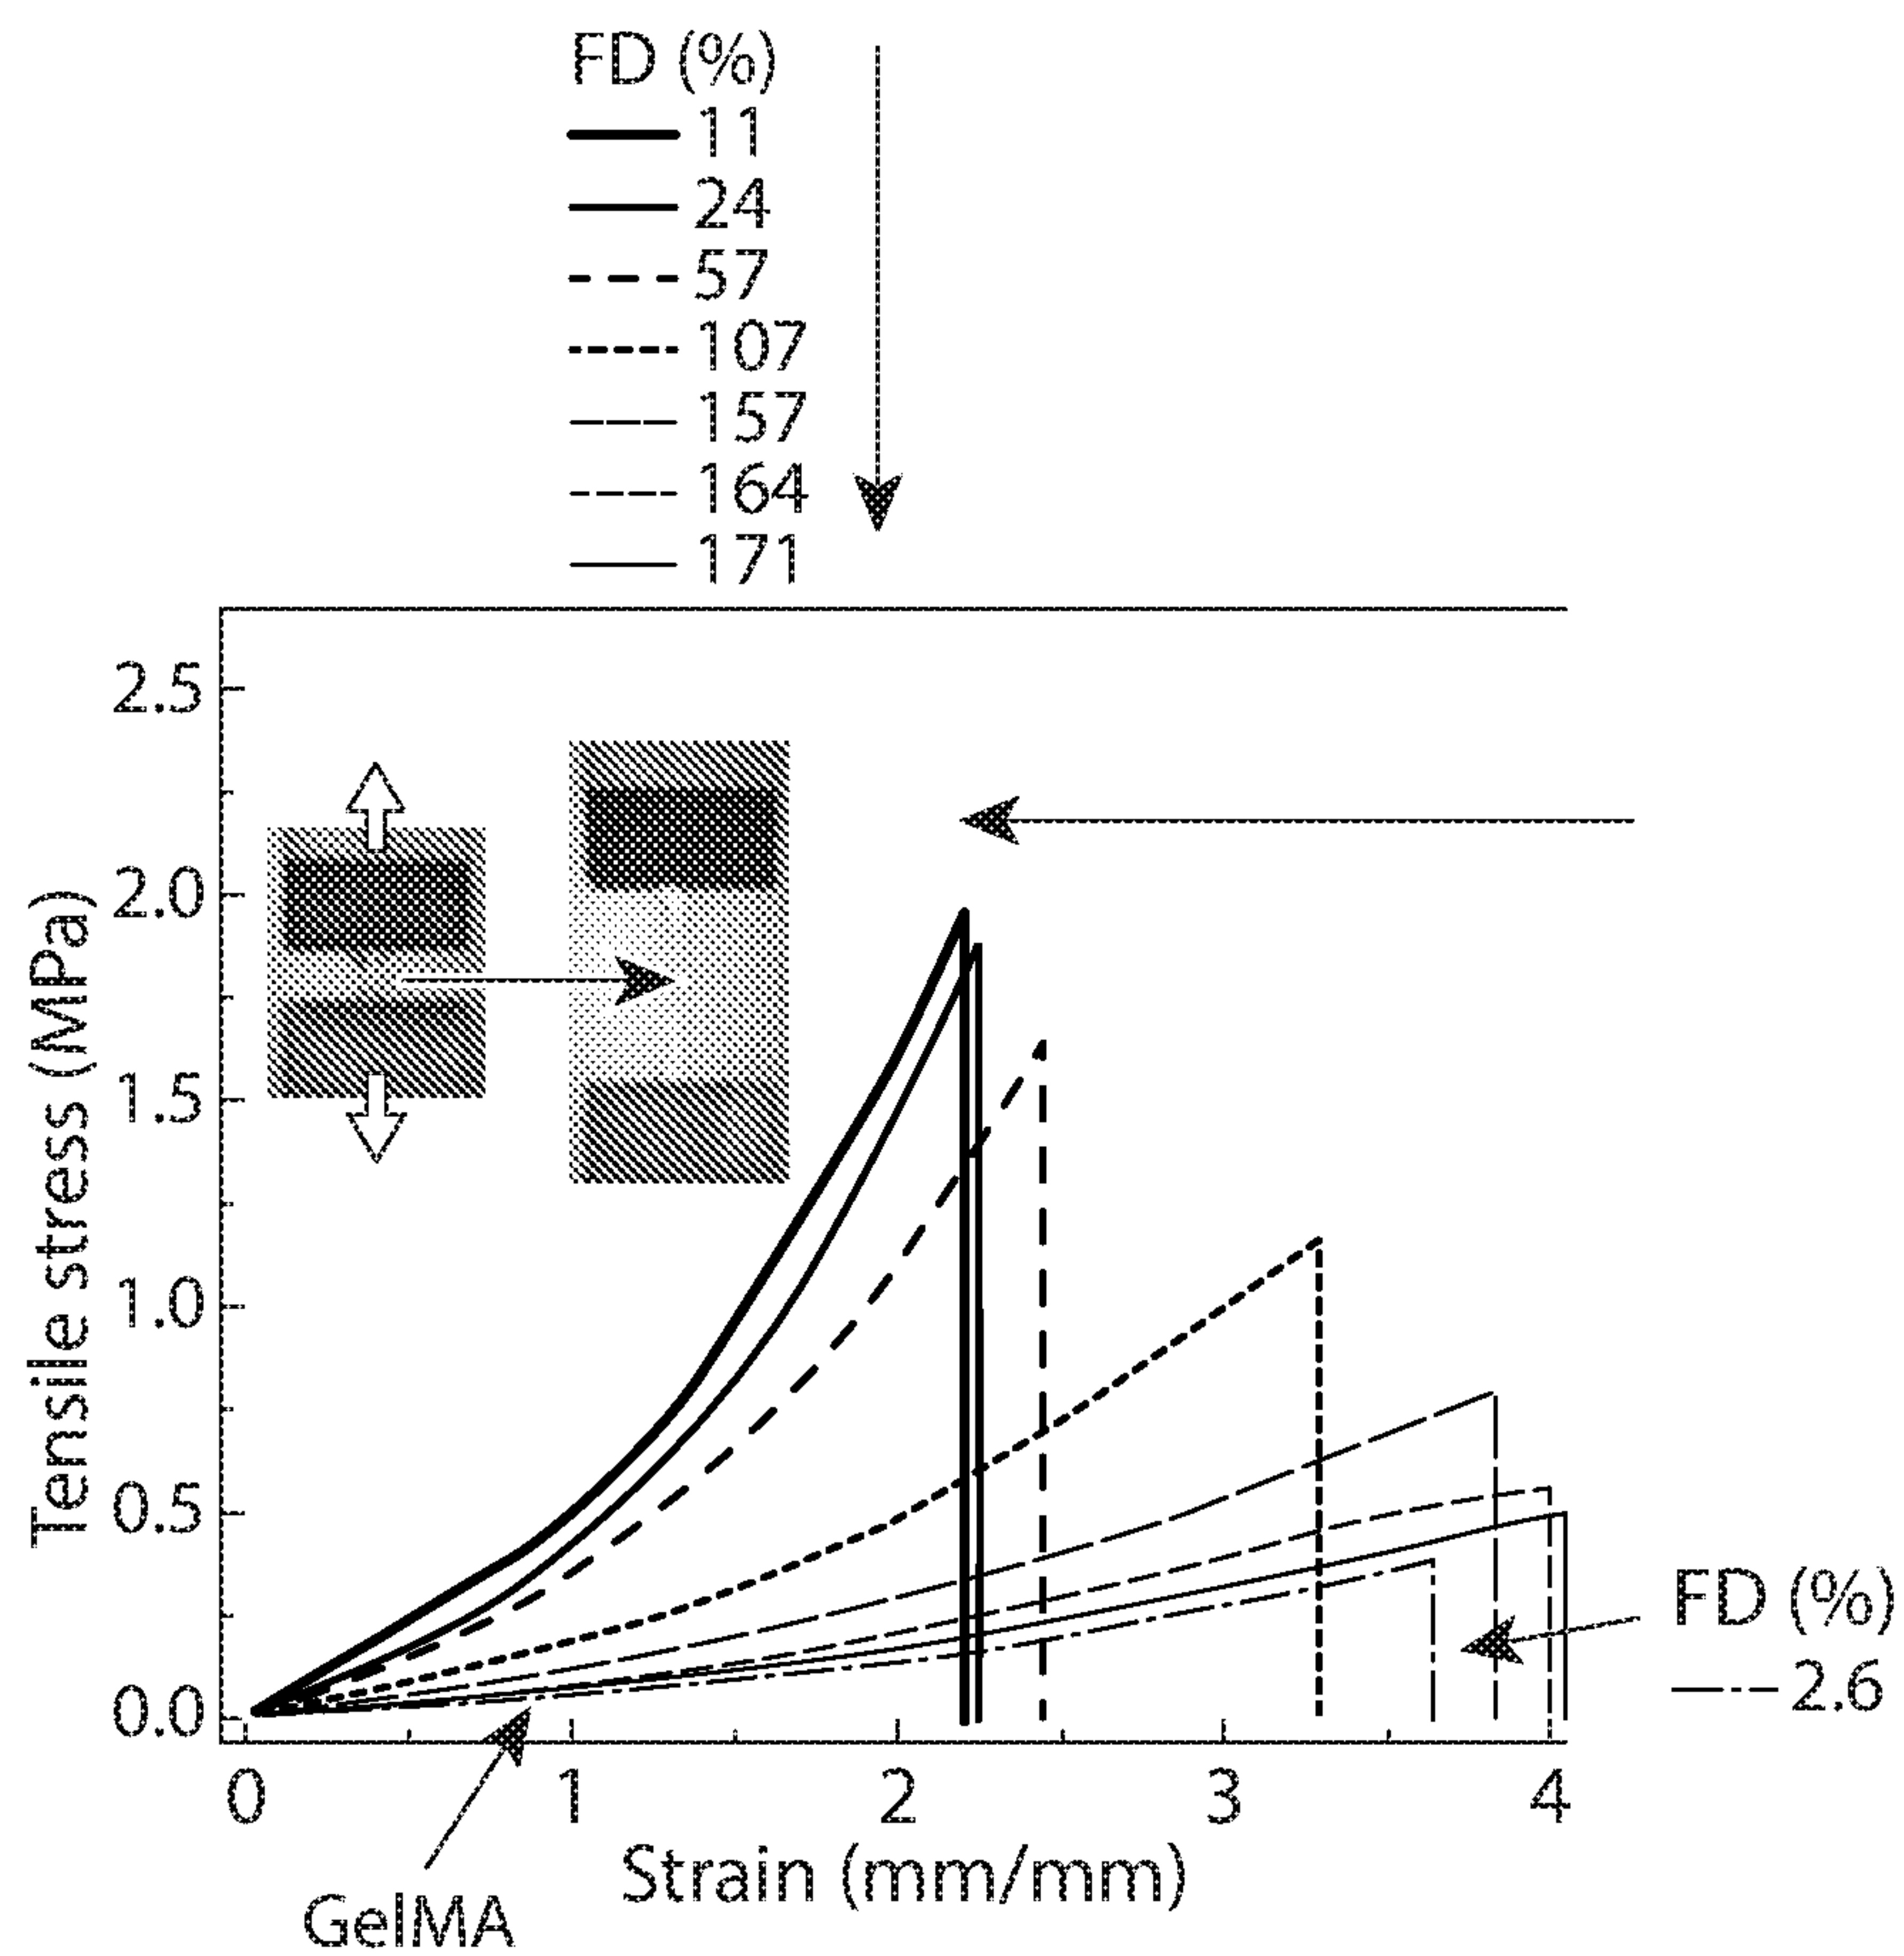 FD (%)
11
24
57
107
157
164
171
2.5
2.0
1.5
1.0
0.5
0.0
Tensile stress (MPa)
0 1 2 3 4
Strain (mm/mm)
GelMA
FD (%)
2.6